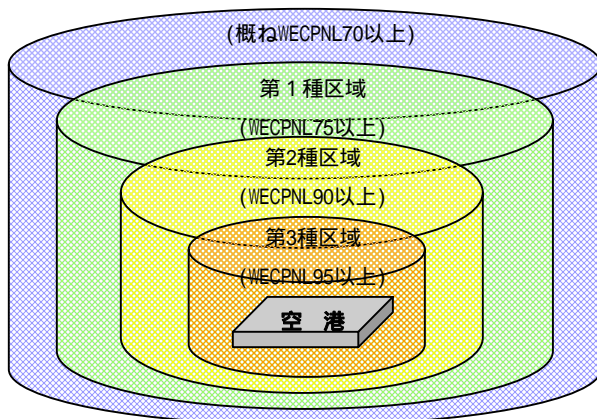 (概ねWECPNL70以上)
第１種区域
(WECPNL75以上)
第2種区域
(WECPNL90以上)
第3種区域
(WECPNL95以上)
空　港